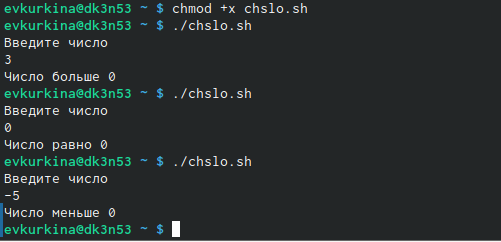 evkurkina@dk3n53 ~ $ chmod +x chslo.sh
evkurkina@dk3n53 ~ $ ./chslo.sh
Введите число
3
Число больше 0
evkurkina@dk3n53 ~ $ ./chslo.sh
Введите число
0
Число равно 0
evkurkina@dk3n53 ~ $ ./chslo.sh
Введите число
-5
Число меньше 0
evkurkina@dk3n53 ~ $